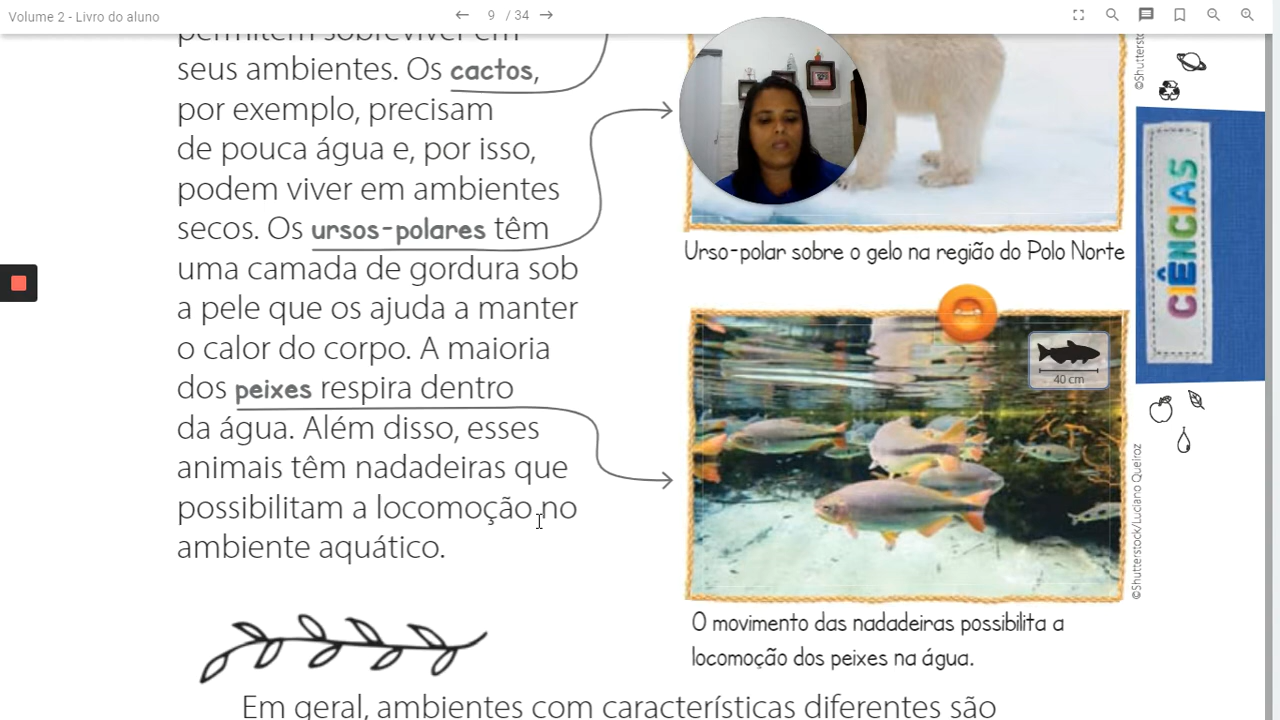 Volume 2 - Livro do aluno
9 / 34
permitem sobreviver em
seus ambientes. Os cactos,
por exemplo, precisam
de pouca água e, por isso,
podem viver em ambientes
secos. Os ursos-polares têm
uma camada de gordura sob
a pele que os ajuda a manter
o calor do corpo. A maioria
dos peixes respira dentro
da água. Além disso, esses
animais têm nadadeiras que
possibilitam a locomoção no
ambiente aquático.
Urso-polar sobre o gelo na região do Polo Norte
40 cm
O movimento das nadadeiras possibilita a
locomoção dos peixes na água.
©Shutterstock/Luciano Queiroz
CIÊNCIAS
Em geral, ambientes com características diferentes são